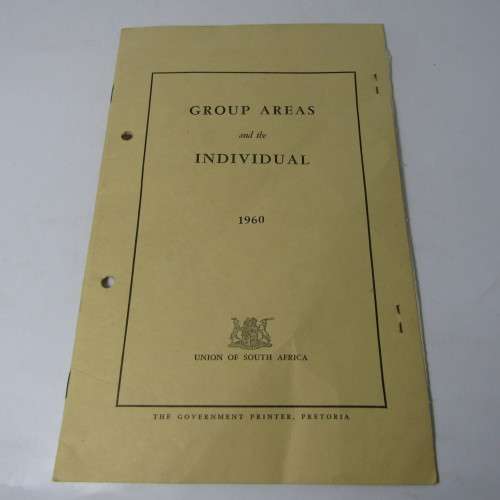 GROUP AREAS
and the
INDIVIDUAL
1960
UNION OF SOUTH AFRICA
THE GOVERNMENT PRINTER, PRETORIA